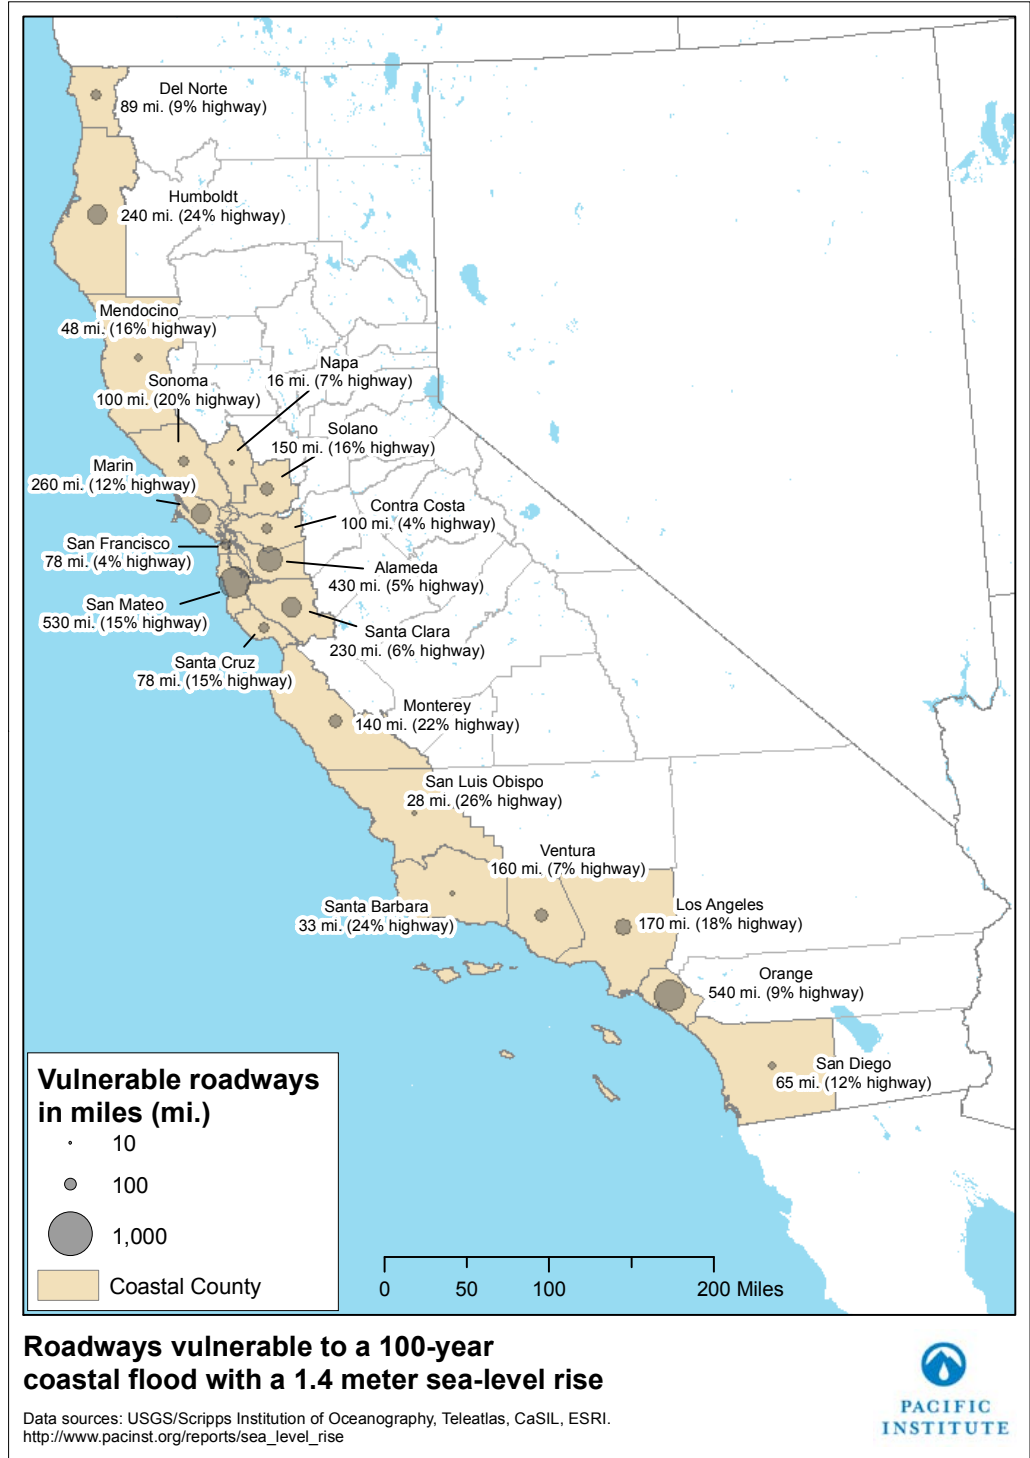 Del Norte
89 mi. (9% highway)
Humboldt
240 mi. (24% highway)
Mendocino
48 mi. (16% highway)
Napa
16 mi. (7% highway)
Sonoma
100 mi. (20% highway)
Solano
150 mi. (16% highway)
Marin
260 mi. (12% highway)
Contra Costa
100 mi. (4% highway)
San Francisco
78 mi. (4% highway)
Alameda
430 mi. (5% highway)
San Mateo
530 mi. (15% highway)
Santa Clara
230 mi. (6% highway)
Santa Cruz
78 mi. (15% highway)
Monterey
140 mi. (22% highway)
San Luis Obispo
28 mi. (26% highway)
Ventura
160 mi. (7% highway)
Santa Barbara
33 mi. (24% highway)
Los Angeles
170 mi. (18% highway)
Orange
540 mi. (9% highway)
San Diego
65 mi. (12% highway)
Vulnerable roadways
in miles (mi.)
10
100
1,000
Coastal County
0 50 100 200 Miles
Roadways vulnerable to a 100-year
coastal flood with a 1.4 meter sea-level rise
Data sources: USGS/Scripps Institution of Oceanography, Teleatlas, CaSIL, ESRI.
http://www.pacinst.org/reports/sea_level_rise
PACIFIC
INSTITUTE